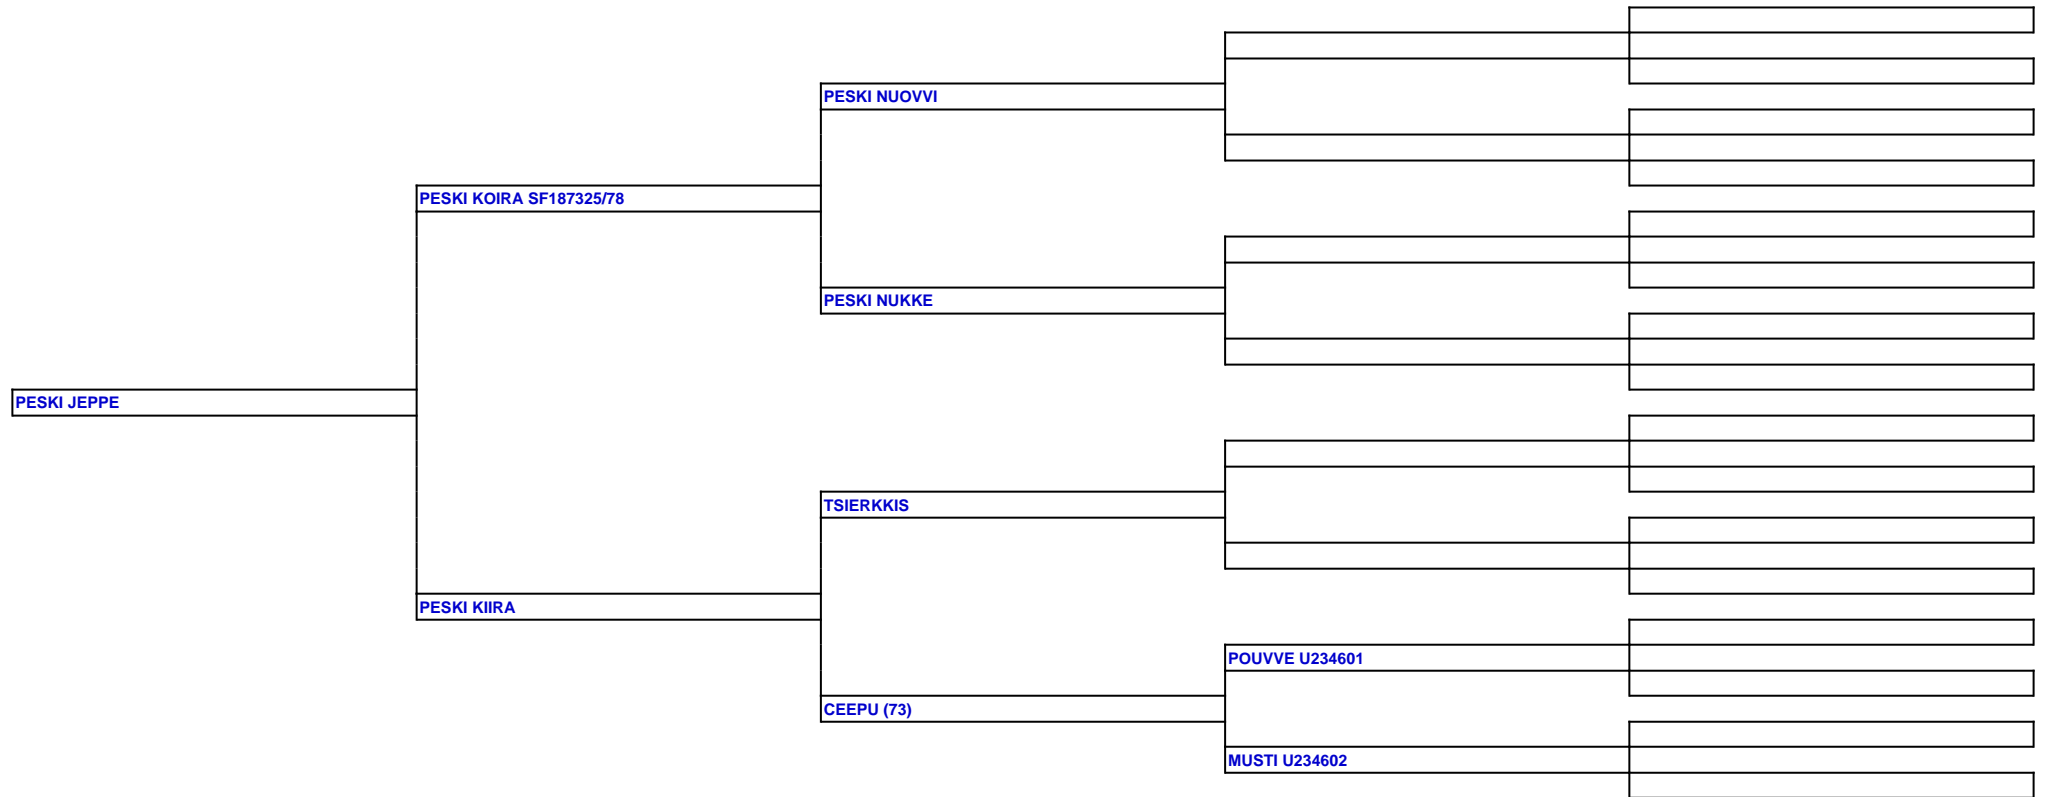 PESKI NUOVVI
PESKI KOIRA SF187325/78
PESKI NUKKE
PESKI JEPPE
TSIERKKIS
PESKI KIIRA
POUVVE U234601
CEEPU (73)
MUSTI U234602